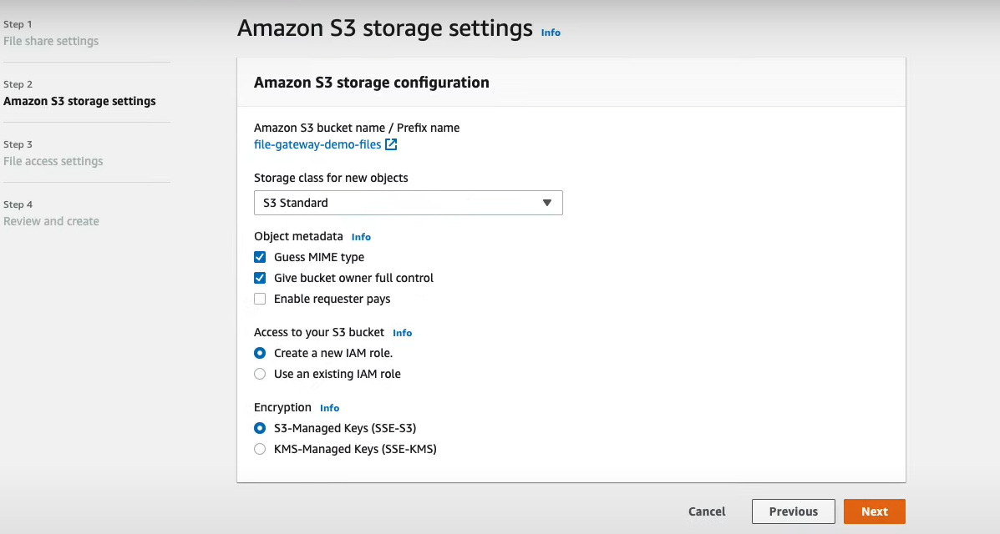 Step 1
File share settings
Step 2
Amazon S3 storage settings
Step 3
File access settings
Step 4
Review and create
Amazon S3 storage settings Info
Amazon S3 storage configuration
Amazon S3 bucket name / Prefix name
file-gateway-demo-files
Storage class for new objects
S3 Standard
Object metadata Info
Guess MIME type
Give bucket owner full control
Enable requester pays
Access to your S3 bucket Info
Create a new IAM role.
Use an existing IAM role
Encryption Info
S3-Managed Keys (SSE-S3)
KMS-Managed Keys (SSE-KMS)
Cancel Previous Next